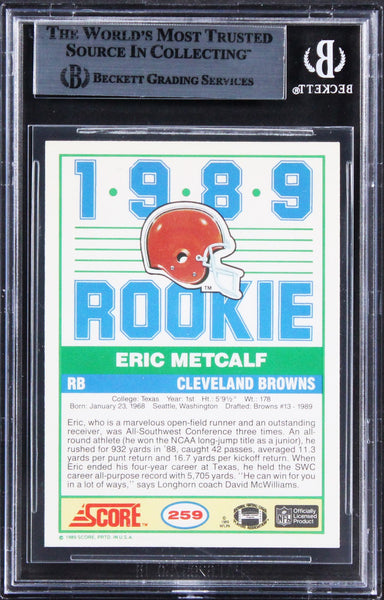 THE WORLD'S MOST TRUSTED
SOURCE IN COLLECTING™
BECKETT GRADING SERVICES
BECKETT
1·9·8·9
TM
ROOKIE
ERIC METCALF
RB CLEVELAND BROWNS
College: Texas Year: 1st Ht.: 5'9½" Wt.: 178
Born: January 23, 1968 Seattle, Washington Drafted: Browns #13 - 1989
Eric, who is a marvelous open-field runner and an outstanding
receiver, was All-Southwest Conference three times. An all-
round athlete (he won the NCAA long-jump title as a junior), he
rushed for 932 yards in '88, caught 42 passes, averaged 11.3
yards per punt return and 16.7 yards per kickoff return. When
Eric ended his four-year career at Texas, he held the SWC
career all-purpose record with 5,705 yards. "He can win for you
in a lot of ways," says Longhorn coach David McWilliams.
SCORE™
259
NFL
Officially
Licensed
Product
© 1989 SCORE, PRTD. IN U.S.A.